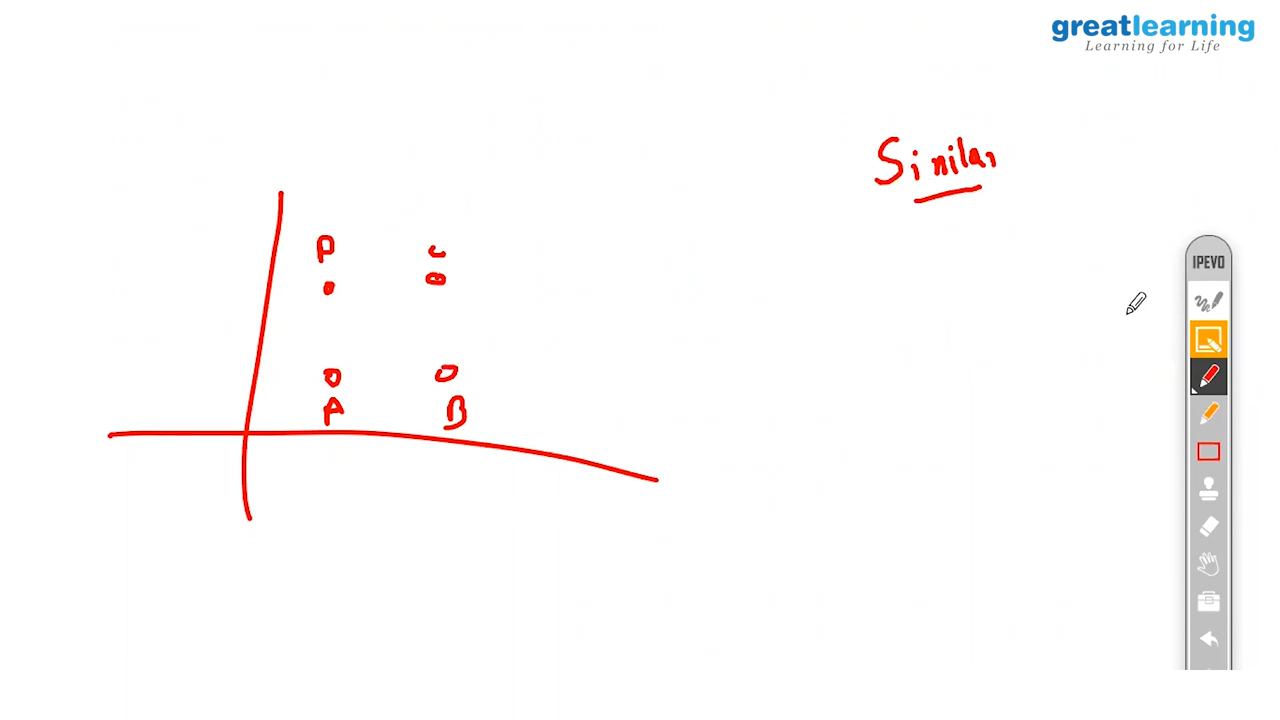 greatlearning
Learning for Life
Similar
P C
A B
IPEVO